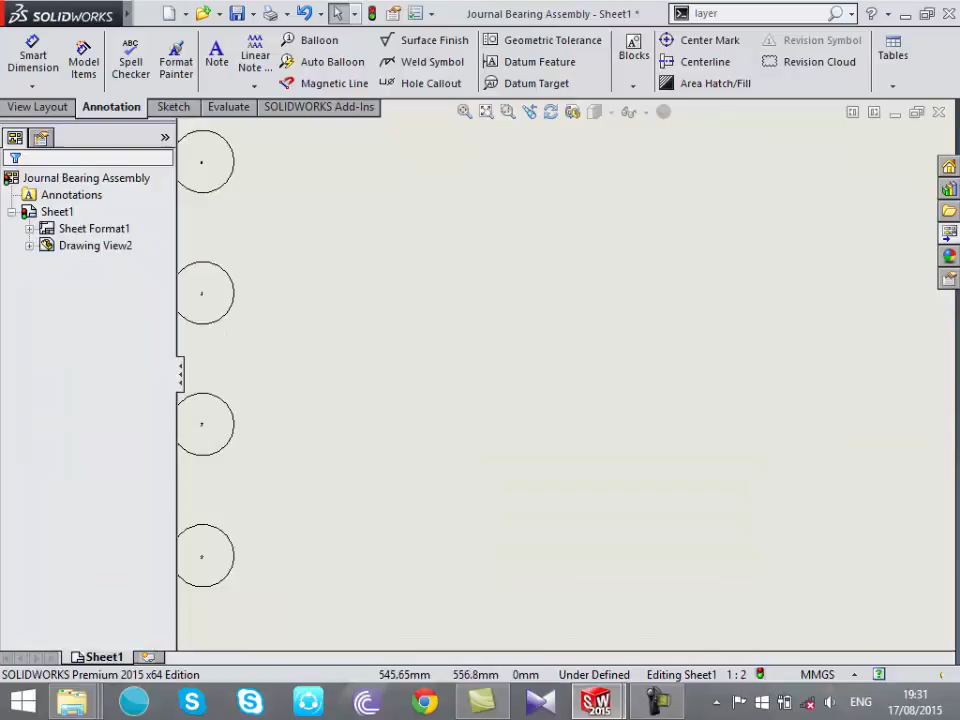 SOLIDWORKS
Journal Bearing Assembly - Sheet1 *
layer
Smart Dimension
Model Items
Spell Checker
Format Painter
Note
Linear Note ...
Balloon
Auto Balloon
Magnetic Line
Surface Finish
Weld Symbol
Hole Callout
Geometric Tolerance
Datum Feature
Datum Target
Blocks
Center Mark
Centerline
Area Hatch/Fill
Revision Symbol
Revision Cloud
Tables
View Layout
Annotation
Sketch
Evaluate
SOLIDWORKS Add-Ins
Journal Bearing Assembly
Annotations
Sheet1
Sheet Format1
Drawing View2
Sheet1
SOLIDWORKS Premium 2015 x64 Edition
545.65mm
556.8mm
0mm
Under Defined
Editing Sheet1
1 : 2
MMGS
ENG
19:31
17/08/2015